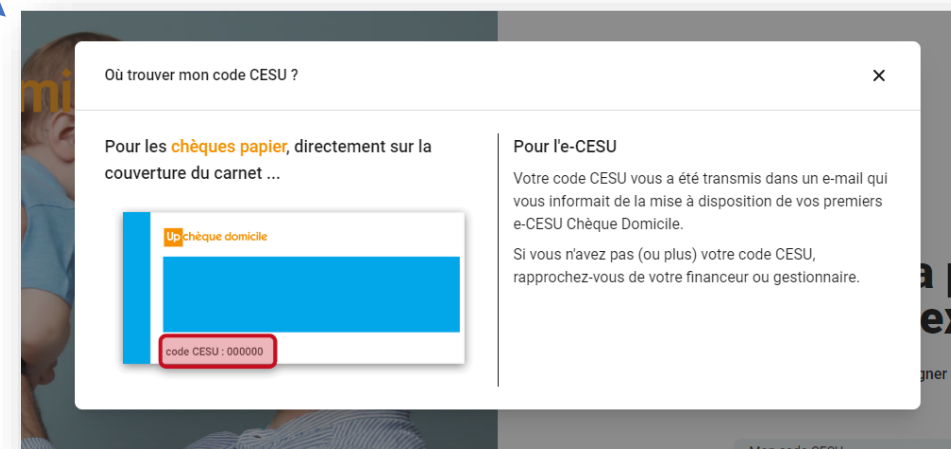 Où trouver mon code CESU ?
Pour les chèques papier, directement sur la
couverture du carnet ...
Up chèque domicile
code CESU : 000000
Pour l'e-CESU
Votre code CESU vous a été transmis dans un e-mail qui
vous informait de la mise à disposition de vos premiers
e-CESU Chèque Domicile.
Si vous n'avez pas (ou plus) votre code CESU,
rapprochez-vous de votre financeur ou gestionnaire.